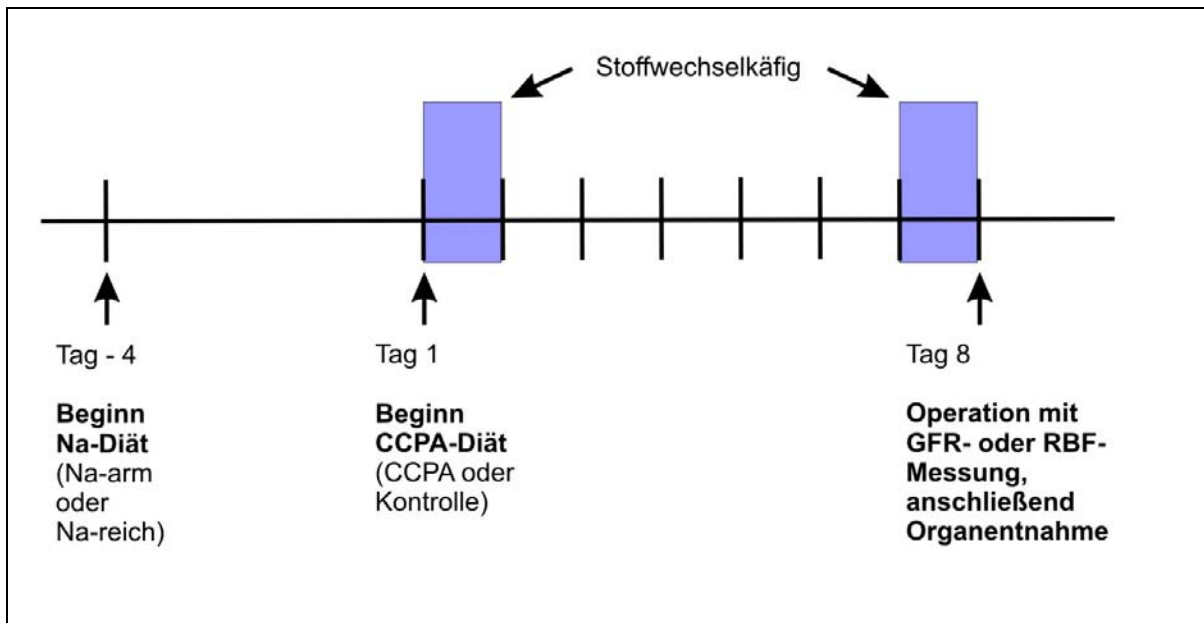 Stoffwechselkäfig
Tag - 4
Beginn
Na-Diät
(Na-arm
oder
Na-reich)
Tag 1
Beginn
CCPA-Diät
(CCPA oder
Kontrolle)
Tag 8
Operation mit
GFR- oder RBF-
Messung,
anschließend
Organentnahme